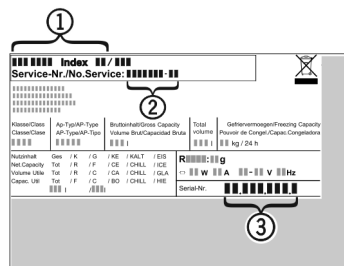 1
Index /
Service-Nr./No.Service: -
2
Klasse/Class Ap-Typ/AP-Type Bruttoinhalt/Gross Capacity Total Gefriervermoegen/Freezing Capacity
Classe/Clase AP-Typ/AP-Tipo Volume Brut/Capacidad Bruta volume Pouvoir de Congel./Capac.Congeladora
l l kg / 24 h
Nutzinhalt Ges / K / G / KE / KALT / EIS
Net.Capacity Tot / R / F / CE / CHILL / ICE
Volume Utile Tot / R / C / CA / CHILL / GLA
Capac. Util Tot / F / C / BO / CHILL / HIE
l / l
R : g
W A - V Hz
Serial-Nr. , , ,
3